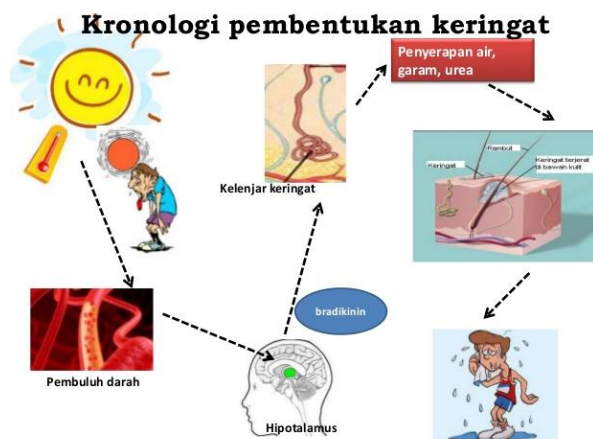 Kronologi pembentukan keringat
Penyerapan air,
garam, urea
Kelenjar keringat
Rambut
Keringat
Keringat terjerat
di bawah kulit
bradikinin
Pembuluh darah
Hipotalamus